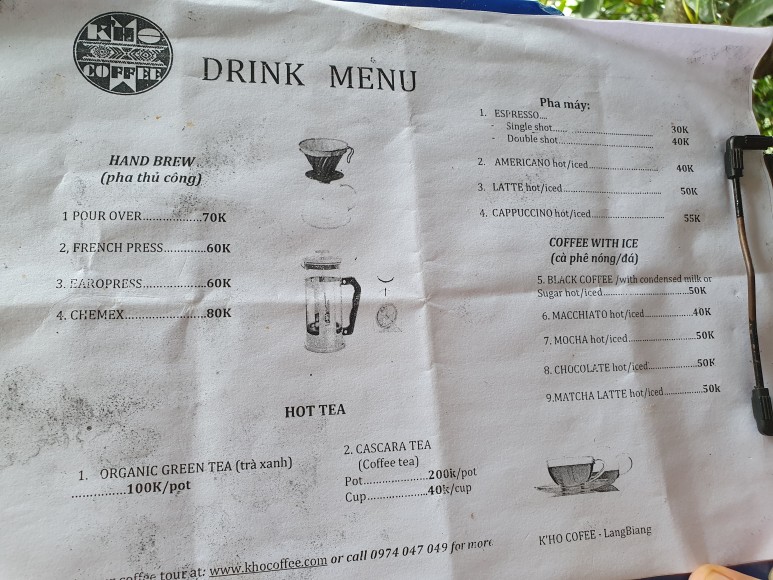 K'HO
COFFEE
DRINK MENU
HAND BREW
(pha thủ công)
1 POUR OVER..................70K
2, FRENCH PRESS.............60K
3. EAROPRESS...................60K
4. CHEMEX.........................80K
Pha máy:
1. ESPRESSO....
- Single shot..... 30K
- Double shot..... 40K
2. AMERICANO hot/iced..... 40K
3. LATTE hot/iced..... 50K
4. CAPPUCCINO hot/iced..... 55K
COFFEE WITH ICE
(cà phê nóng/đá)
5. BLACK COFFEE /with condensed milk or
Sugar hot/iced..........................50K
6. MACCHIATO hot/iced...............40K
7. MOCHA hot/iced.....................50K
8. CHOCOLATE hot/iced................50K
9.MATCHA LATTE hot/iced...............50k
HOT TEA
1. ORGANIC GREEN TEA (trà xanh)
...............100K/pot
2. CASCARA TEA
(Coffee tea)
Pot...................200k/pot
Cup...................40k/cup
K'HO COFEE - LangBiang
coffee tour at: www.khocoffee.com or call 0974 047 049 for more